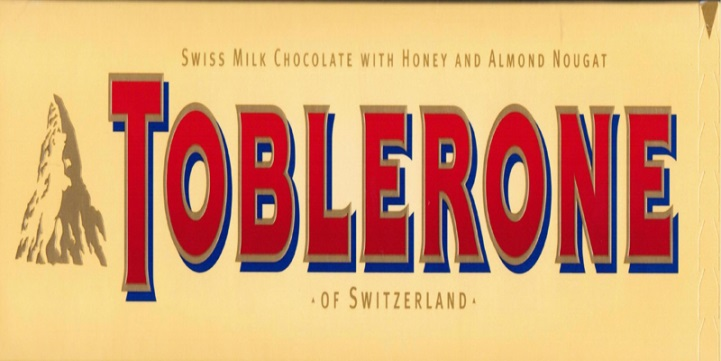 Swiss Milk Chocolate with Honey and Almond Nougat
TOBLERONE
· of Switzerland ·